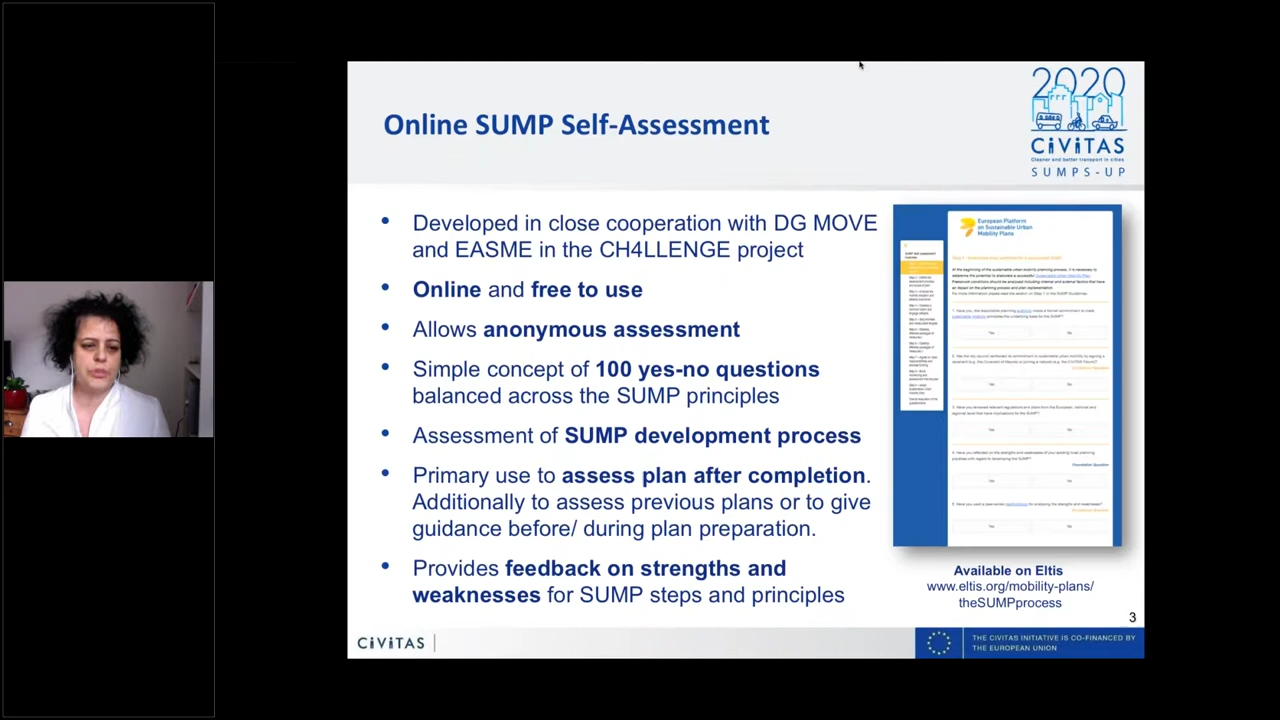 Online SUMP Self-Assessment
2020
CiViTAS
Cleaner and better transport in cities
SUMPS-UP
• Developed in close cooperation with DG MOVE
and EASME in the CH4LLENGE project
• Online and free to use
• Allows anonymous assessment
• Simple concept of 100 yes-no questions
balanced across the SUMP principles
• Assessment of SUMP development process
• Primary use to assess plan after completion.
Additionally to assess previous plans or to give
guidance before/ during plan preparation.
• Provides feedback on strengths and
weaknesses for SUMP steps and principles
European Platform
on Sustainable Urban
Mobility Plans
Available on Eltis
www.eltis.org/mobility-plans/
theSUMPprocess
3
CiViTAS
THE CIVITAS INITIATIVE IS CO-FINANCED BY
THE EUROPEAN UNION